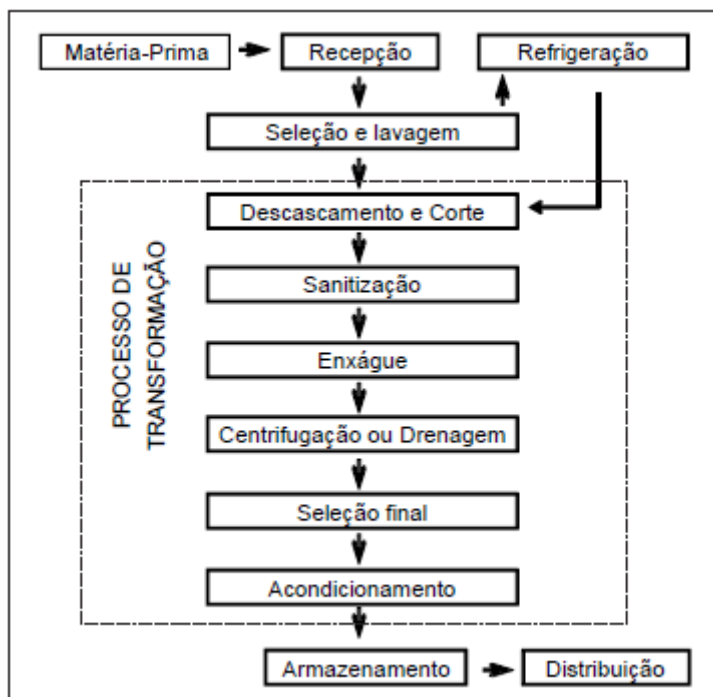 Matéria-Prima
Recepção
Refrigeração
Seleção e lavagem
Descascamento e Corte
Sanitização
Enxágue
Centrifugação ou Drenagem
Seleção final
Acondicionamento
PROCESSO DE
TRANSFORMAÇÃO
Armazenamento
Distribuição